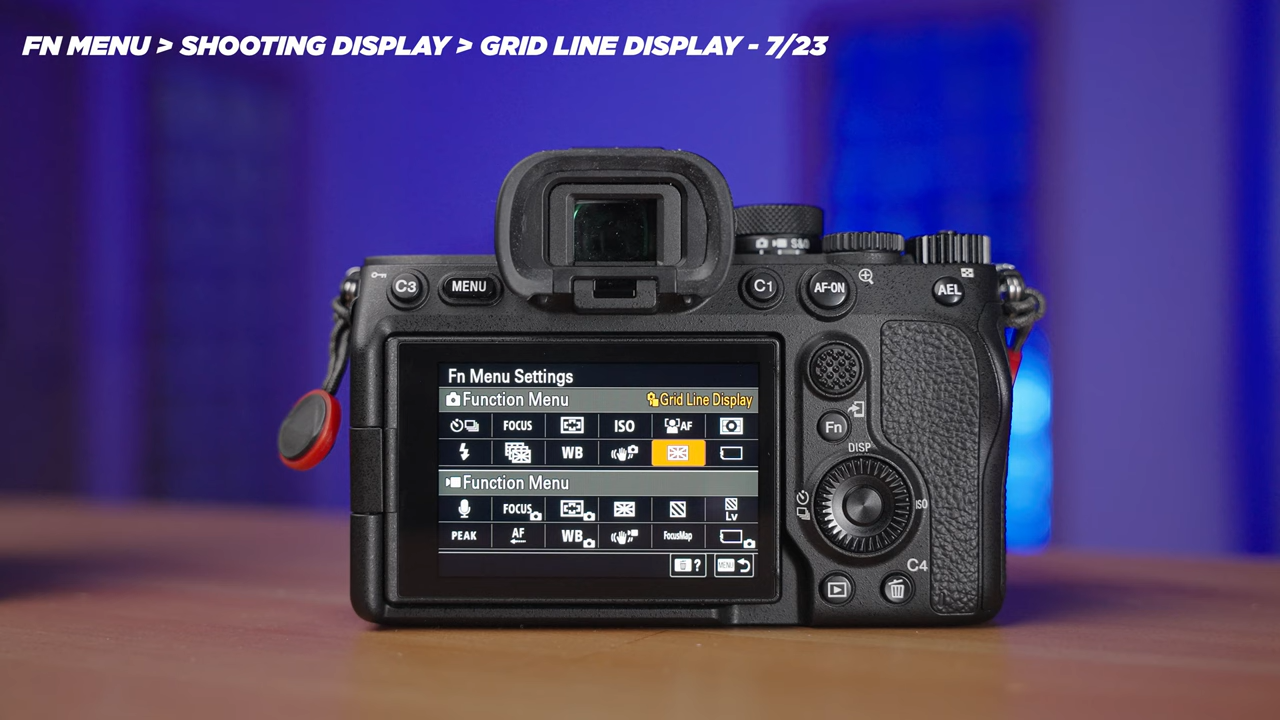 FN MENU > SHOOTING DISPLAY > GRID LINE DISPLAY - 7/23
S&Q
C3 MENU C1 AF-ON AEL
Fn Menu Settings
Function Menu Grid Line Display
FOCUS ISO AF
WB
Function Menu
FOCUS Lv
PEAK AF WB FocusMap
? MENU
Fn
DISP
ISO
C4